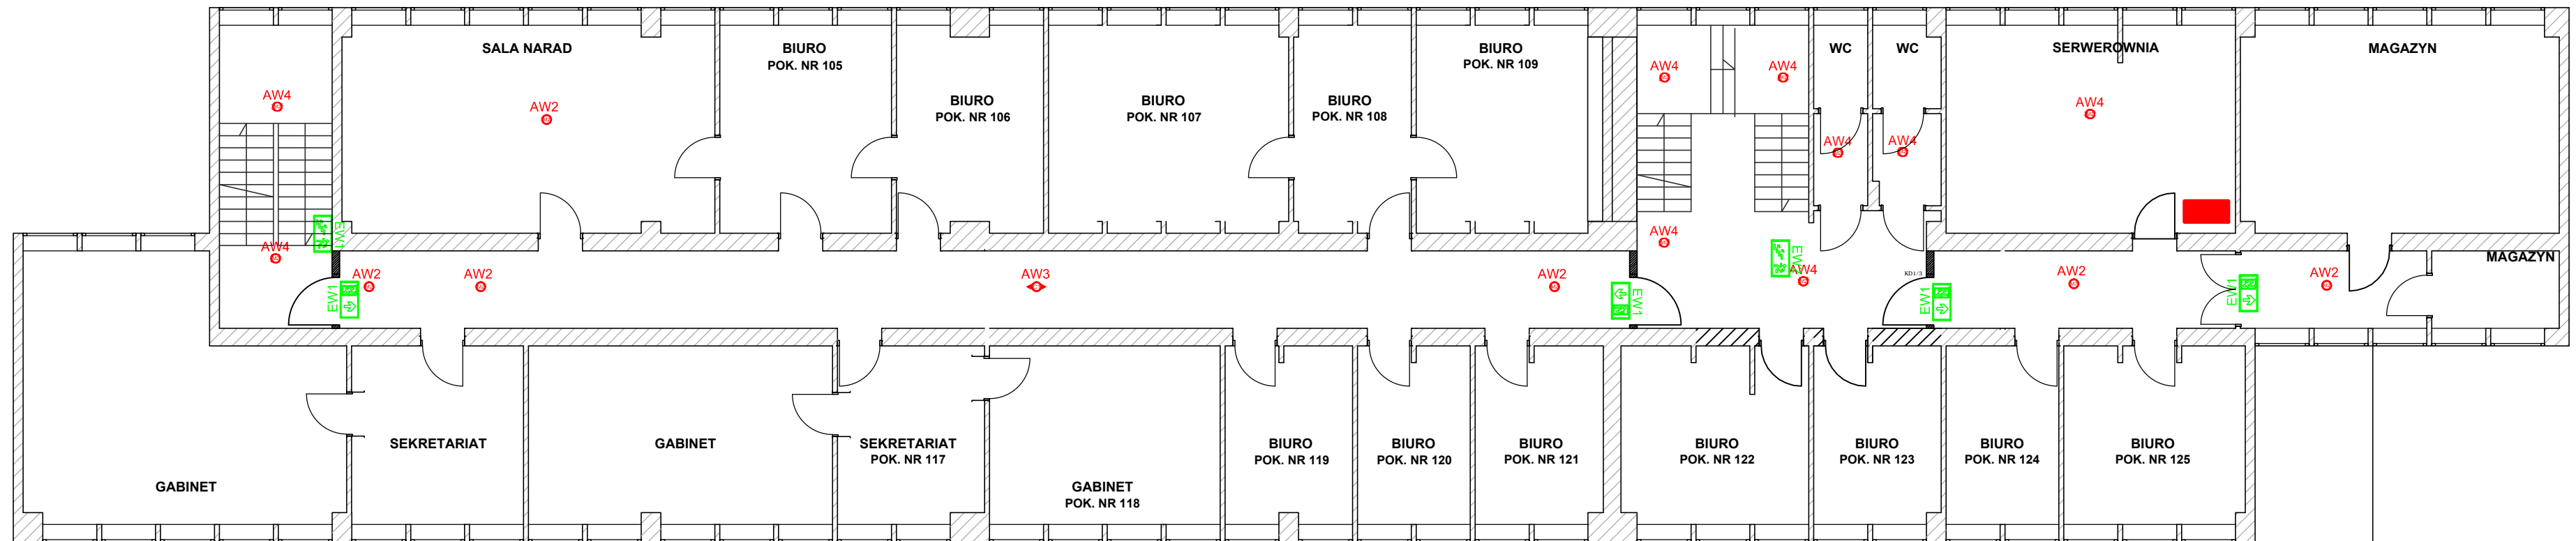 SALA NARAD
BIURO
POK. NR 105
BIURO
POK. NR 106
BIURO
POK. NR 107
BIURO
POK. NR 108
BIURO
POK. NR 109
WC
WC
SERWEROWNIA
MAGAZYN
AW4
AW2
AW4
AW4
AW4
AW4
AW4
EW1
AW4
AW4
EW1
AW4
MAGAZYN
KD1/3
EW1
AW2
AW2
AW3
AW2
EW1
EW1
AW2
EW1
AW2
GABINET
SEKRETARIAT
GABINET
SEKRETARIAT
POK. NR 117
GABINET
POK. NR 118
BIURO
POK. NR 119
BIURO
POK. NR 120
BIURO
POK. NR 121
BIURO
POK. NR 122
BIURO
POK. NR 123
BIURO
POK. NR 124
BIURO
POK. NR 125